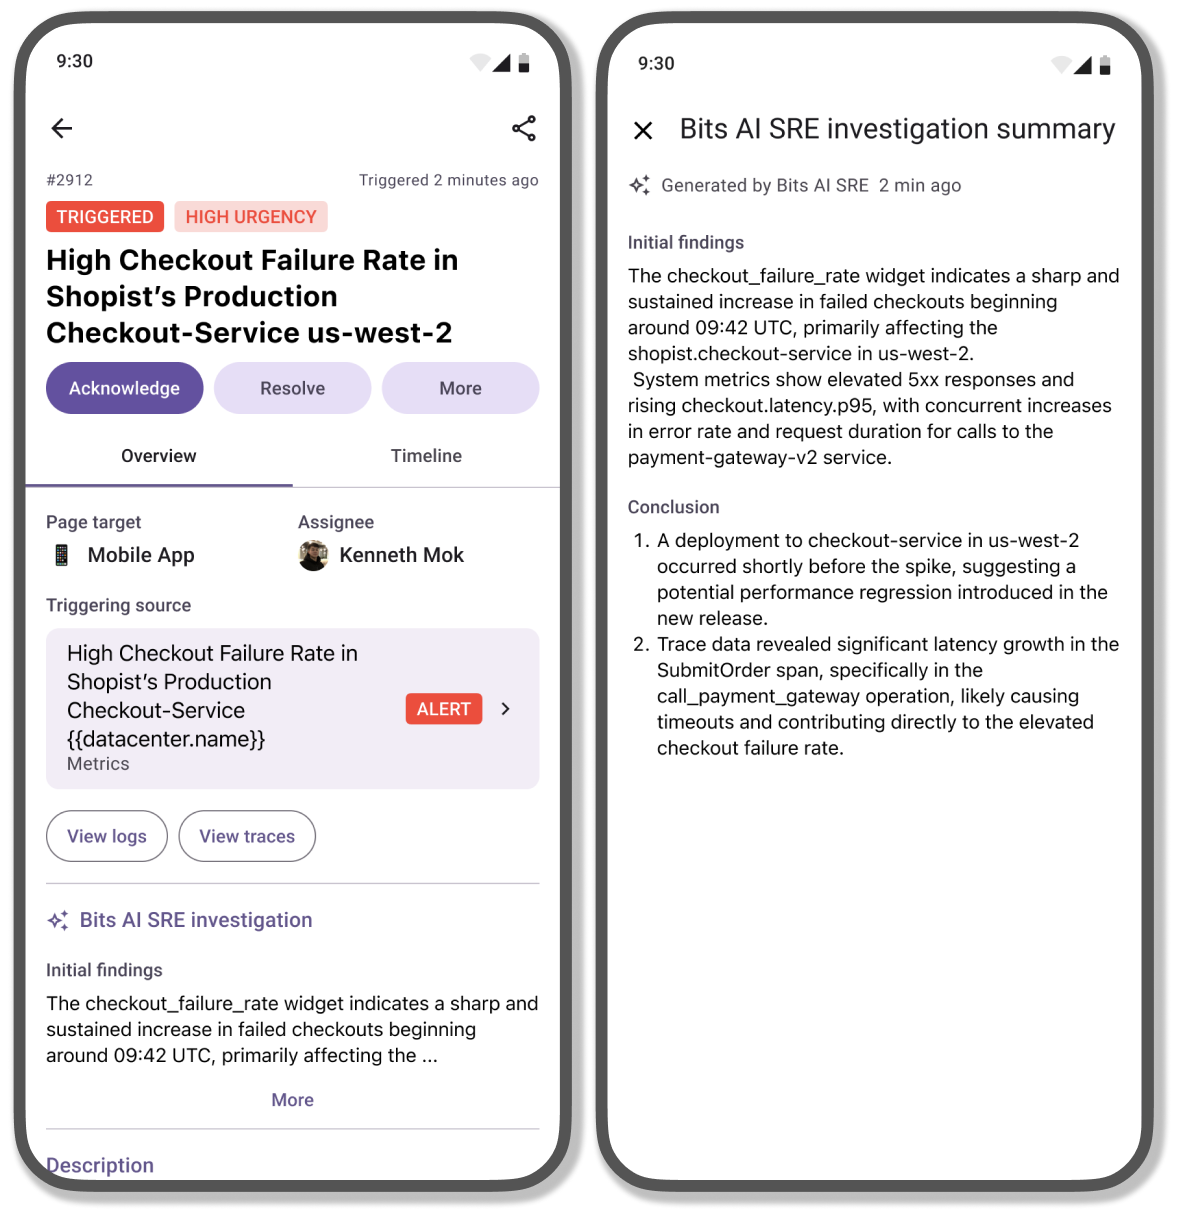 9:30
#2912
Triggered 2 minutes ago
TRIGGERED
HIGH URGENCY
High Checkout Failure Rate in
Shopist’s Production
Checkout-Service us-west-2
Acknowledge
Resolve
More
Overview
Timeline
Page target
Assignee
Mobile App
Kenneth Mok
Triggering source
High Checkout Failure Rate in
Shopist’s Production
Checkout-Service
{{datacenter.name}}
Metrics
ALERT
View logs
View traces
Bits AI SRE investigation
Initial findings
The checkout_failure_rate widget indicates a sharp and
sustained increase in failed checkouts beginning
around 09:42 UTC, primarily affecting the ...
More
Description
9:30
Bits AI SRE investigation summary
Generated by Bits AI SRE 2 min ago
Initial findings
The checkout_failure_rate widget indicates a sharp and
sustained increase in failed checkouts beginning
around 09:42 UTC, primarily affecting the
shopist.checkout-service in us-west-2.
System metrics show elevated 5xx responses and
rising checkout.latency.p95, with concurrent increases
in error rate and request duration for calls to the
payment-gateway-v2 service.
Conclusion
1. A deployment to checkout-service in us-west-2
occurred shortly before the spike, suggesting a
potential performance regression introduced in the
new release.
2. Trace data revealed significant latency growth in the
SubmitOrder span, specifically in the
call_payment_gateway operation, likely causing
timeouts and contributing directly to the elevated
checkout failure rate.